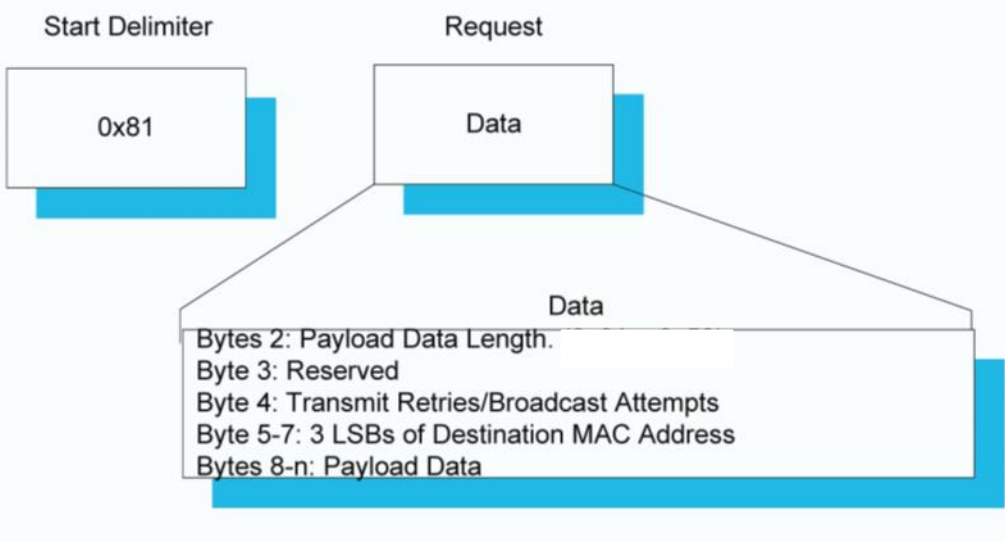 Start Delimiter
Request
0x81
Data
Data
Bytes 2: Payload Data Length.
Byte 3: Reserved
Byte 4: Transmit Retries/Broadcast Attempts
Byte 5-7: 3 LSBs of Destination MAC Address
Bytes 8-n: Payload Data